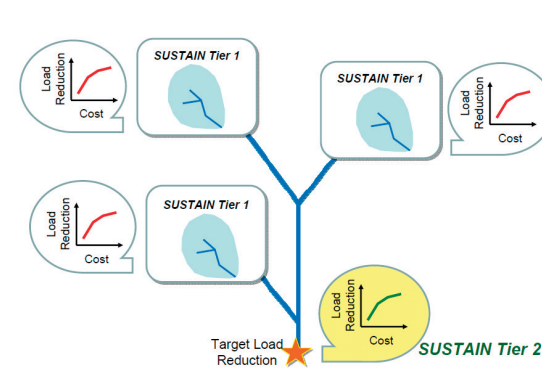 SUSTAIN Tier 1
Load
Reduction
Cost
SUSTAIN Tier 1
Load
Reduction
Cost
SUSTAIN Tier 1
Load
Reduction
Cost
Load
Reduction
Cost
Target Load
Reduction
SUSTAIN Tier 2